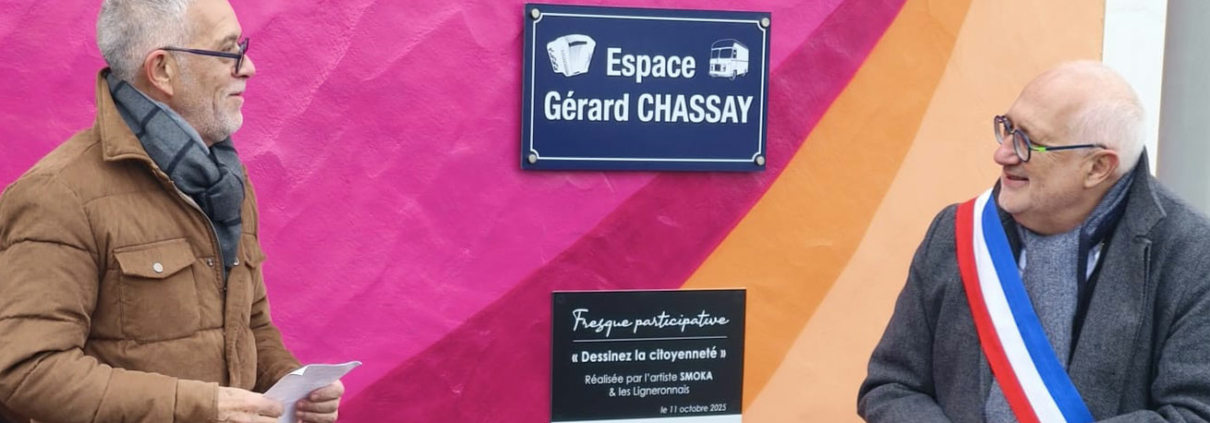 Espace
Gérard CHASSAY
Fresque participative
« Dessinez la citoyenneté »
Réalisée par l'artiste SMOKA
& les Ligneronnais
le 11 octobre 2025